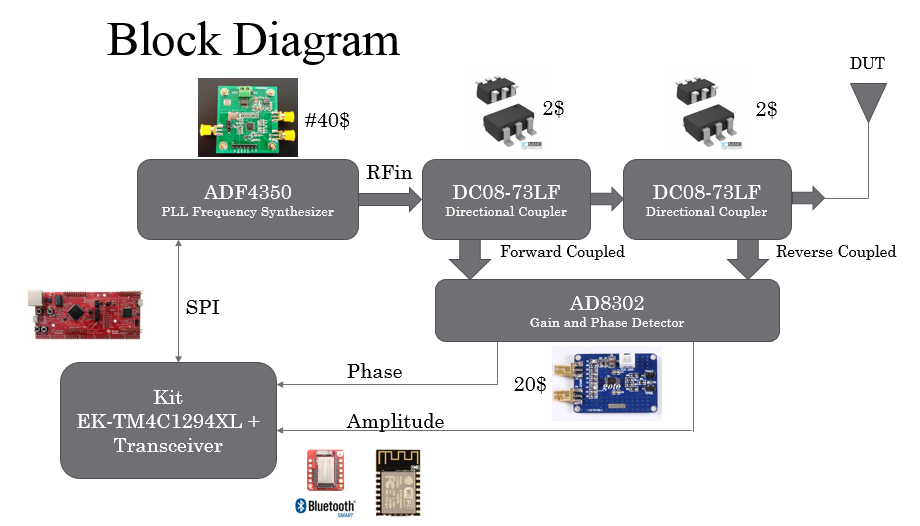 Block Diagram
DUT
#40$
2$
2$
RFin
ADF4350
PLL Frequency Synthesizer
DC08-73LF
Directional Coupler
DC08-73LF
Directional Coupler
Forward Coupled
Reverse Coupled
SPI
AD8302
Gain and Phase Detector
Phase
20$
Kit
EK-TM4C1294XL +
Transceiver
Amplitude
Bluetooth
SMART